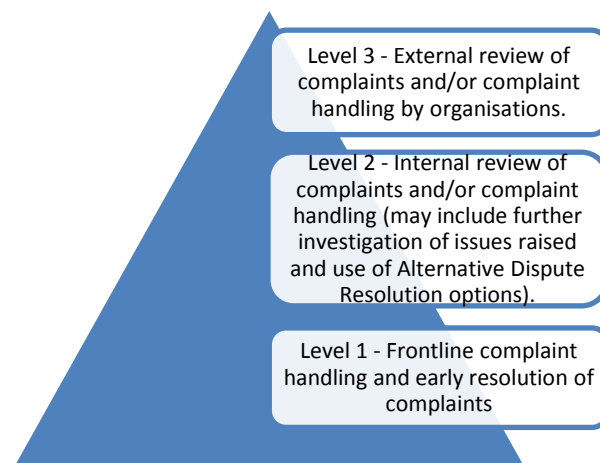 Level 3 - External review of
complaints and/or complaint
handling by organisations.
Level 2 - Internal review of
complaints and/or complaint
handling (may include further
investigation of issues raised
and use of Alternative Dispute
Resolution options).
Level 1 - Frontline complaint
handling and early resolution of
complaints